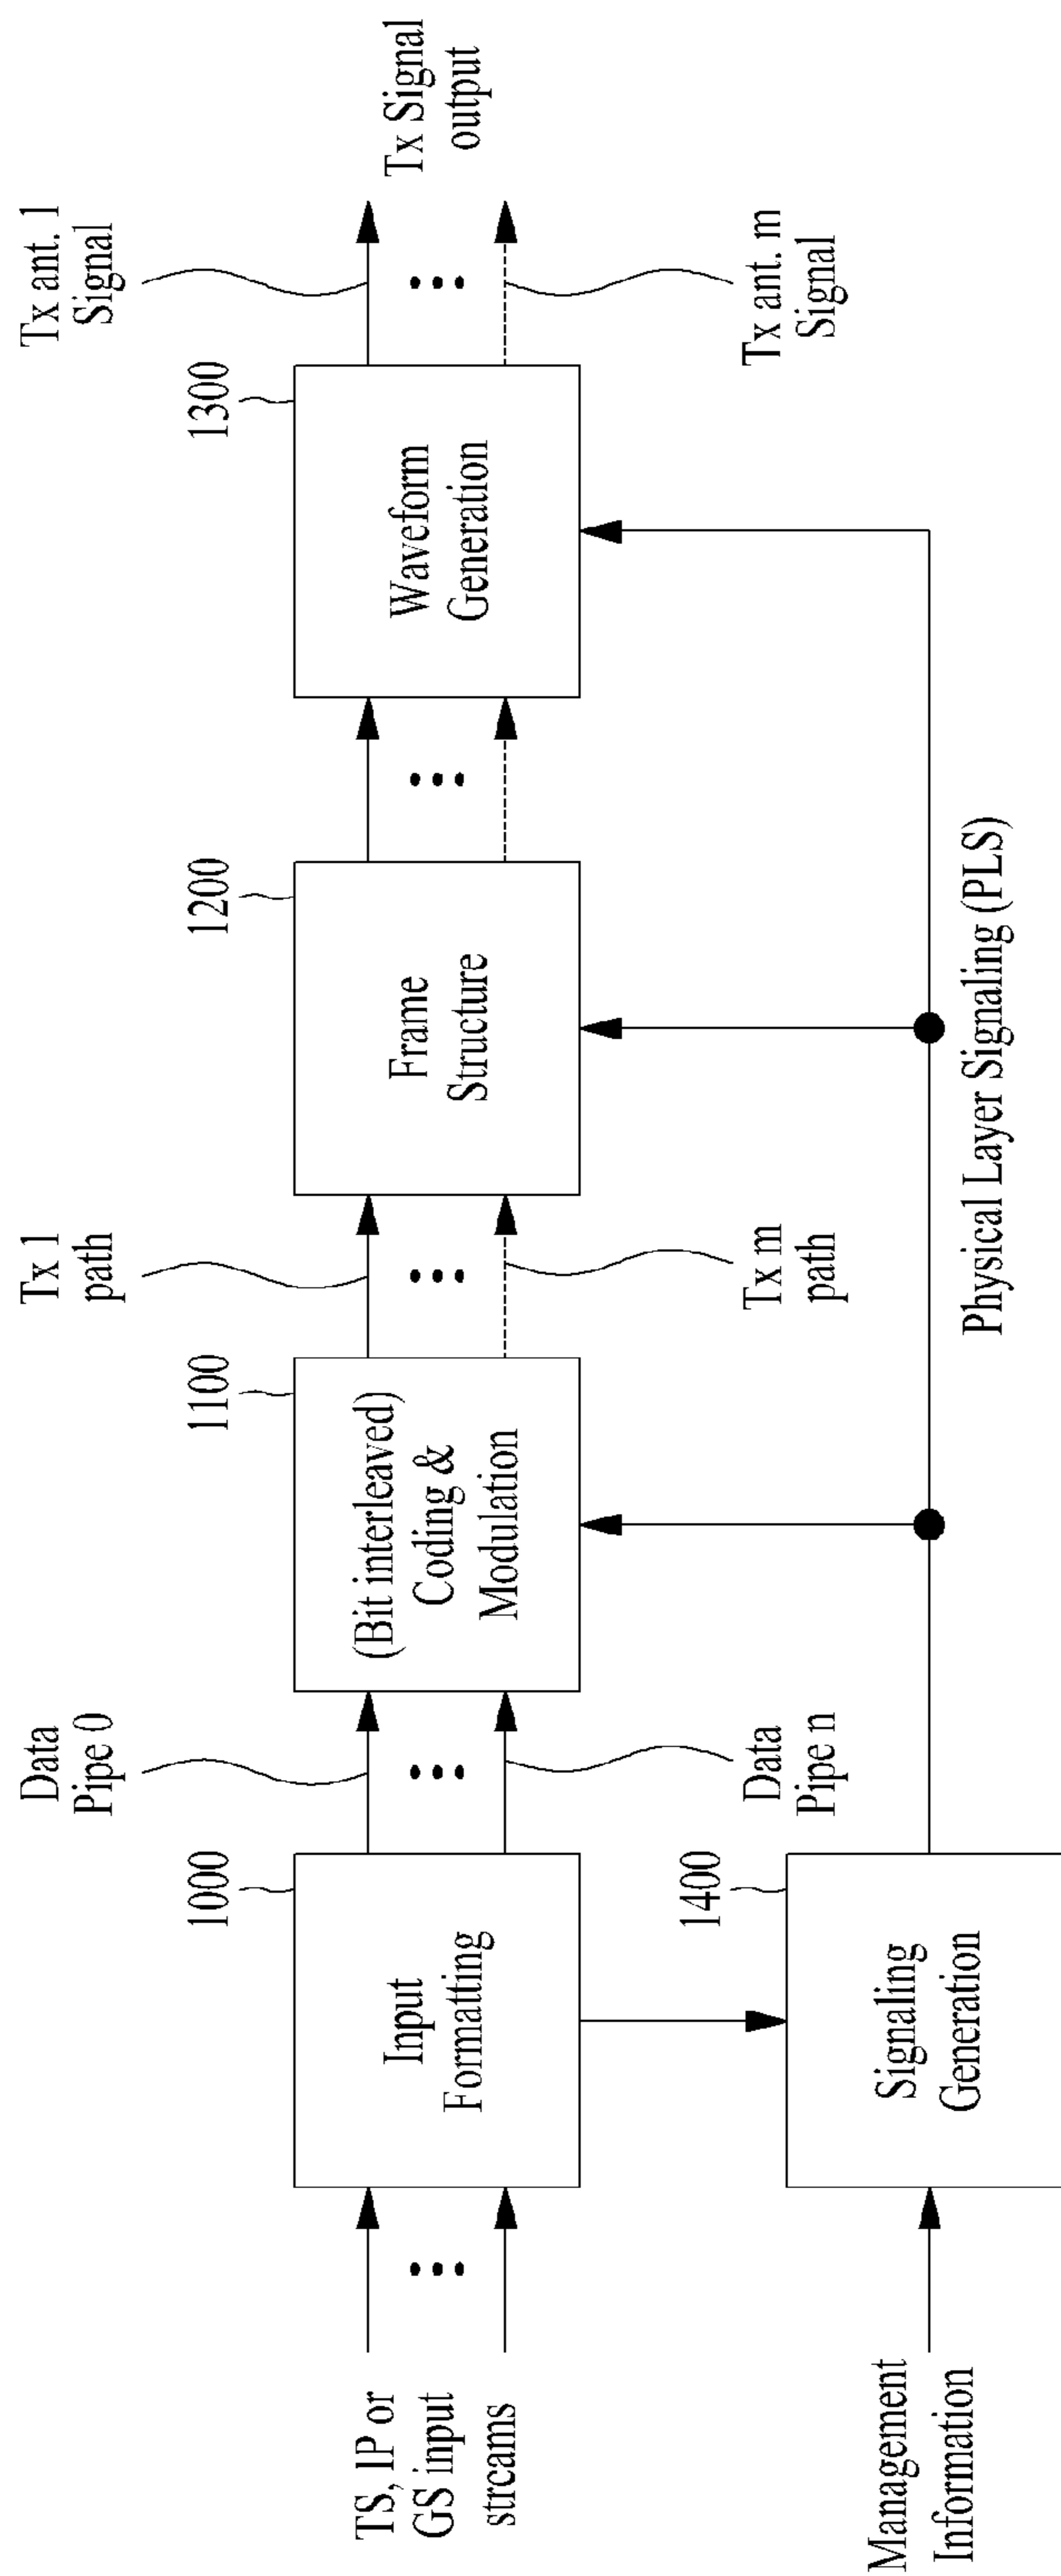 Tx ant. 1
Signal
1300
Waveform
Generation
Tx Signal
output
Tx ant. m
Signal
1200
Frame
Structure
Tx 1
path
Tx m
path
1100
(Bit interleaved)
Coding &
Modulation
Data
Pipe 0
Data
Pipe n
1000
Input
Formatting
TS, IP or
GS input
strcams
1400
Signaling
Generation
Management
Information
Physical Layer Signaling (PLS)